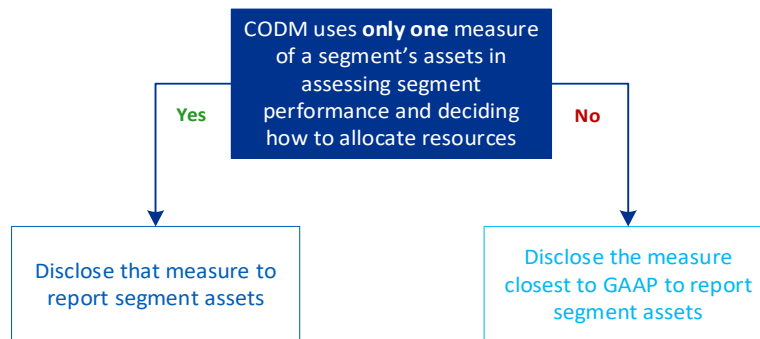 CODM uses only one measure
of a segment's assets in
assessing segment
performance and deciding
how to allocate resources
Yes
No
Disclose that measure to
report segment assets
Disclose the measure
closest to GAAP to report
segment assets